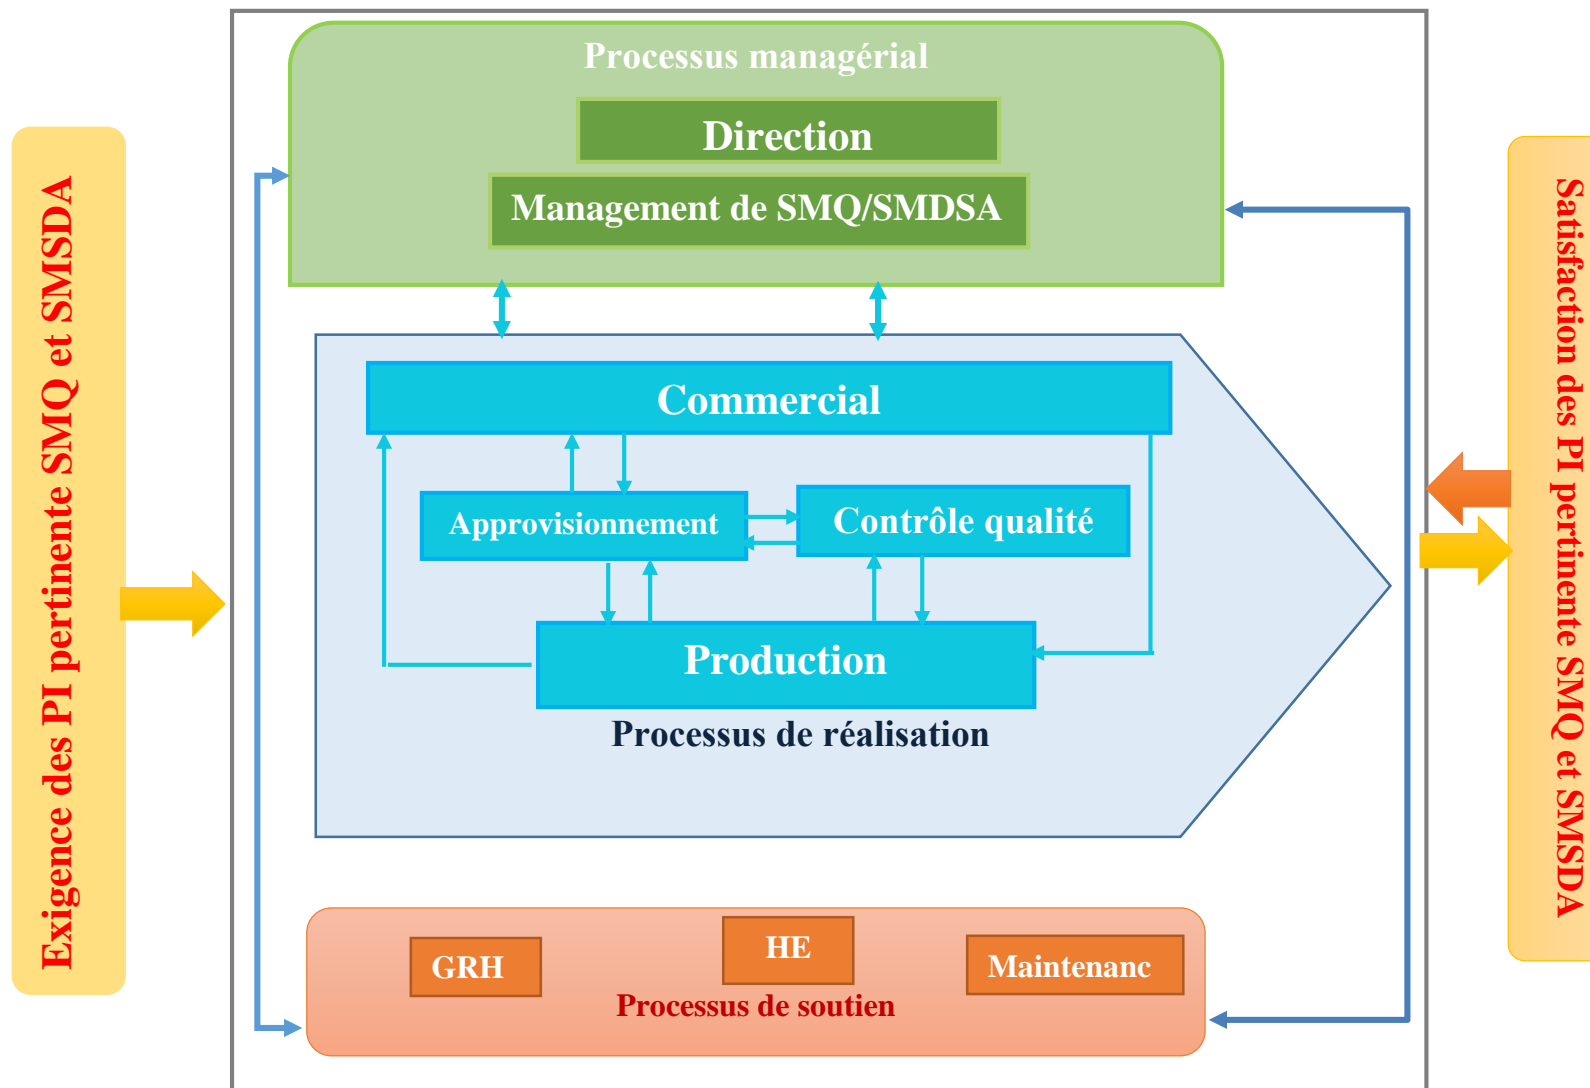 Exigence des PI pertinente SMQ et SMSDA
Processus managérial
Direction
Management de SMQ/SMDSA
Commercial
Approvisionnement
Contrôle qualité
Production
Processus de réalisation
GRH
HE
Maintenanc
Processus de soutien
Satisfaction des PI pertinente SMQ et SMSDA